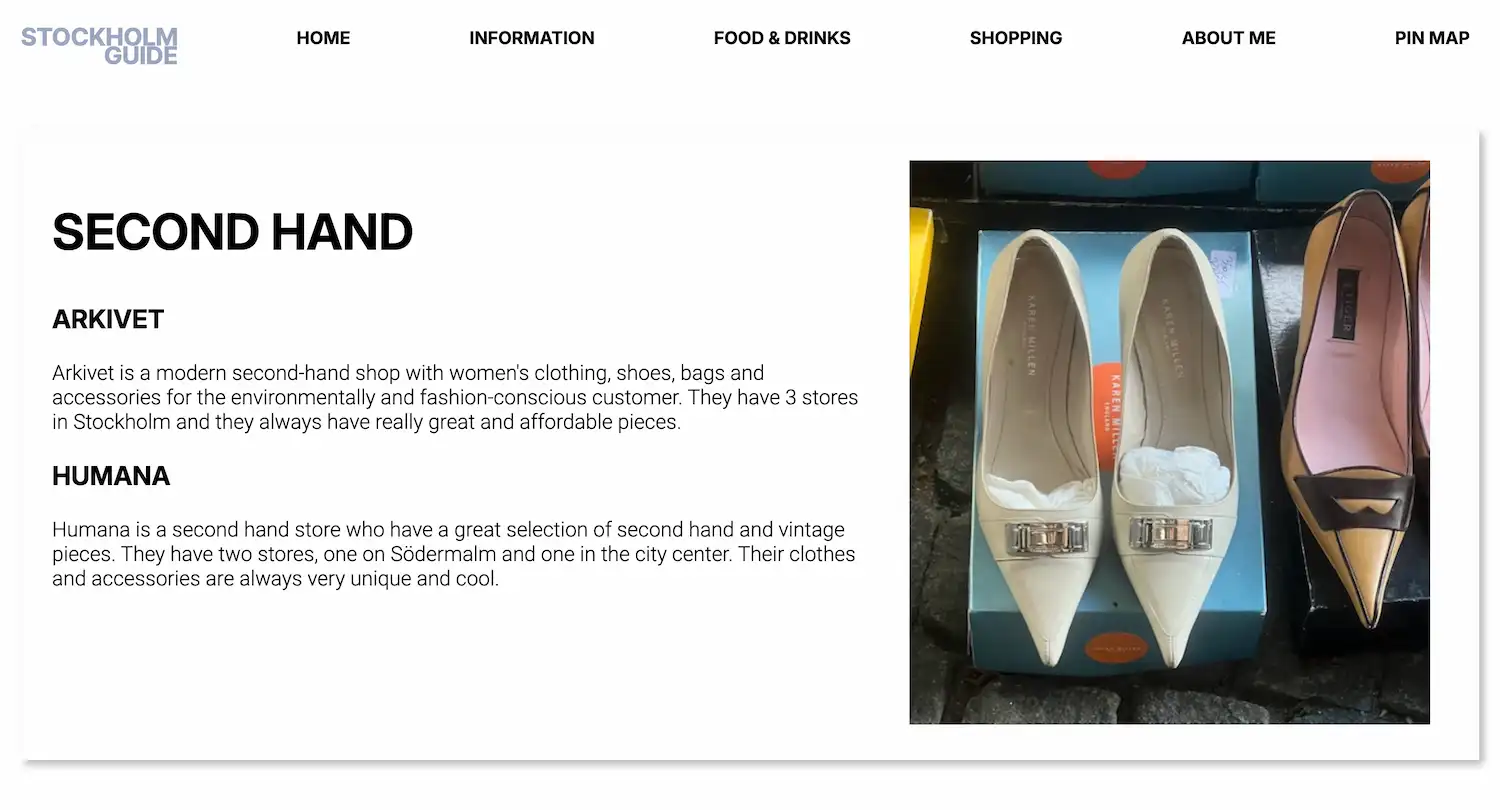 STOCKHOLM
GUIDE
HOME
INFORMATION
FOOD & DRINKS
SHOPPING
ABOUT ME
PIN MAP
SECOND HAND
ARKIVET
Arkivet is a modern second-hand shop with women's clothing, shoes, bags and
accessories for the environmentally and fashion-conscious customer. They have 3 stores
in Stockholm and they always have really great and affordable pieces.
HUMANA
Humana is a second hand store who have a great selection of second hand and vintage
pieces. They have two stores, one on Södermalm and one in the city center. Their clothes
and accessories are always very unique and cool.
KAREN MILLEN
KAREN MILLEN
KAREN MILLEN
ENGLAND